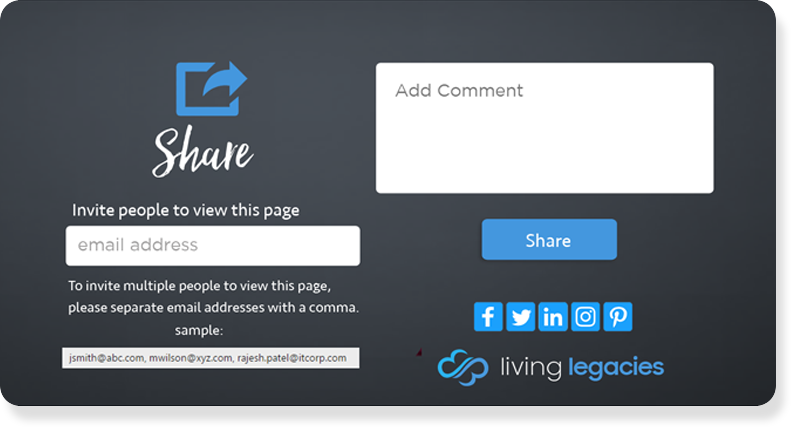 Share
Invite people to view this page
email address
To invite multiple people to view this page,
please separate email addresses with a comma.
sample:
jsmith@abc.com, mwilson@xyz.com, rajesh.patel@itcorp.com
Add Comment
Share
living legacies